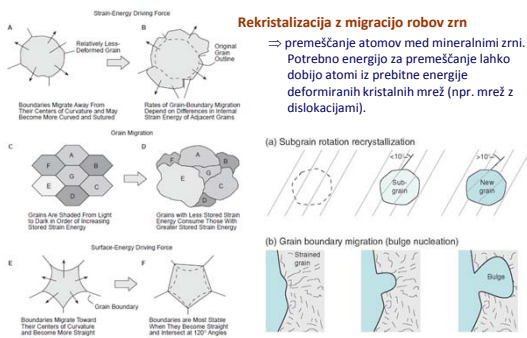 Strain-Energy Driving Force
A
Relatively Less-
Deformed Grain
B
Original
Grain
Outline
Boundaries Migrate Away From
Their Centers of Curvature and May
Become More Curved and Sutured
Rates of Grain-Boundary Migration
Depend on Differences in Internal
Strain Energy of Adjacent Grains
Grain Migration
C
A
F
B
G
E
C
D
D
A
F
B
G
E
C
D
Grains are Shaded From Light
to Dark in Order of Increasing
Stored Strain Energy
Grains with Less Stored Strain
Energy Consume Those With
Greater Stored Strain Energy
Surface-Energy Driving Force
E
F
Grain Boundary
Boundaries Migrate Toward
Their Centers of Curvature
and Become More Straight
Boundaries are Most Stable
When They Become Straight
and Intersect at 120° Angles
Rekristalizacija z migracijo robov zrn
⇒ premeščanje atomov med mineralnimi zrni.
Potrebno energijo za premeščanje lahko
dobijo atomi iz prebitne energije
deformiranih kristalnih mrež (npr. mrež z
dislokacijami).
(a) Subgrain rotation recrystallization
<10°
>10°
Sub-
grain
New
grain
(b) Grain boundary migration (bulge nucleation)
Strained
grain
Bulge